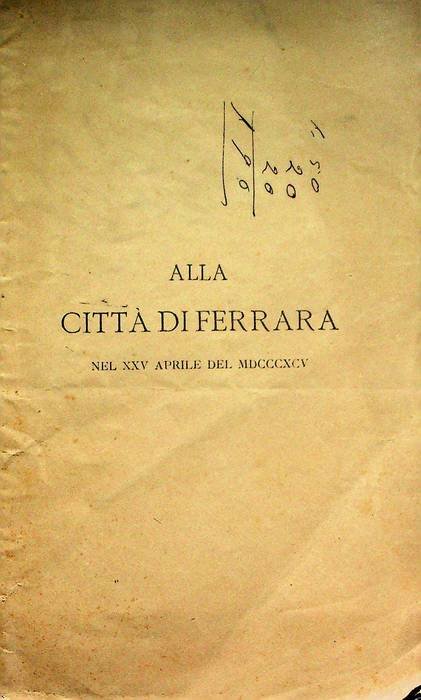 ALLA
CITTÀ DI FERRARA
NEL XXV APRILE DEL MDCCCXCV